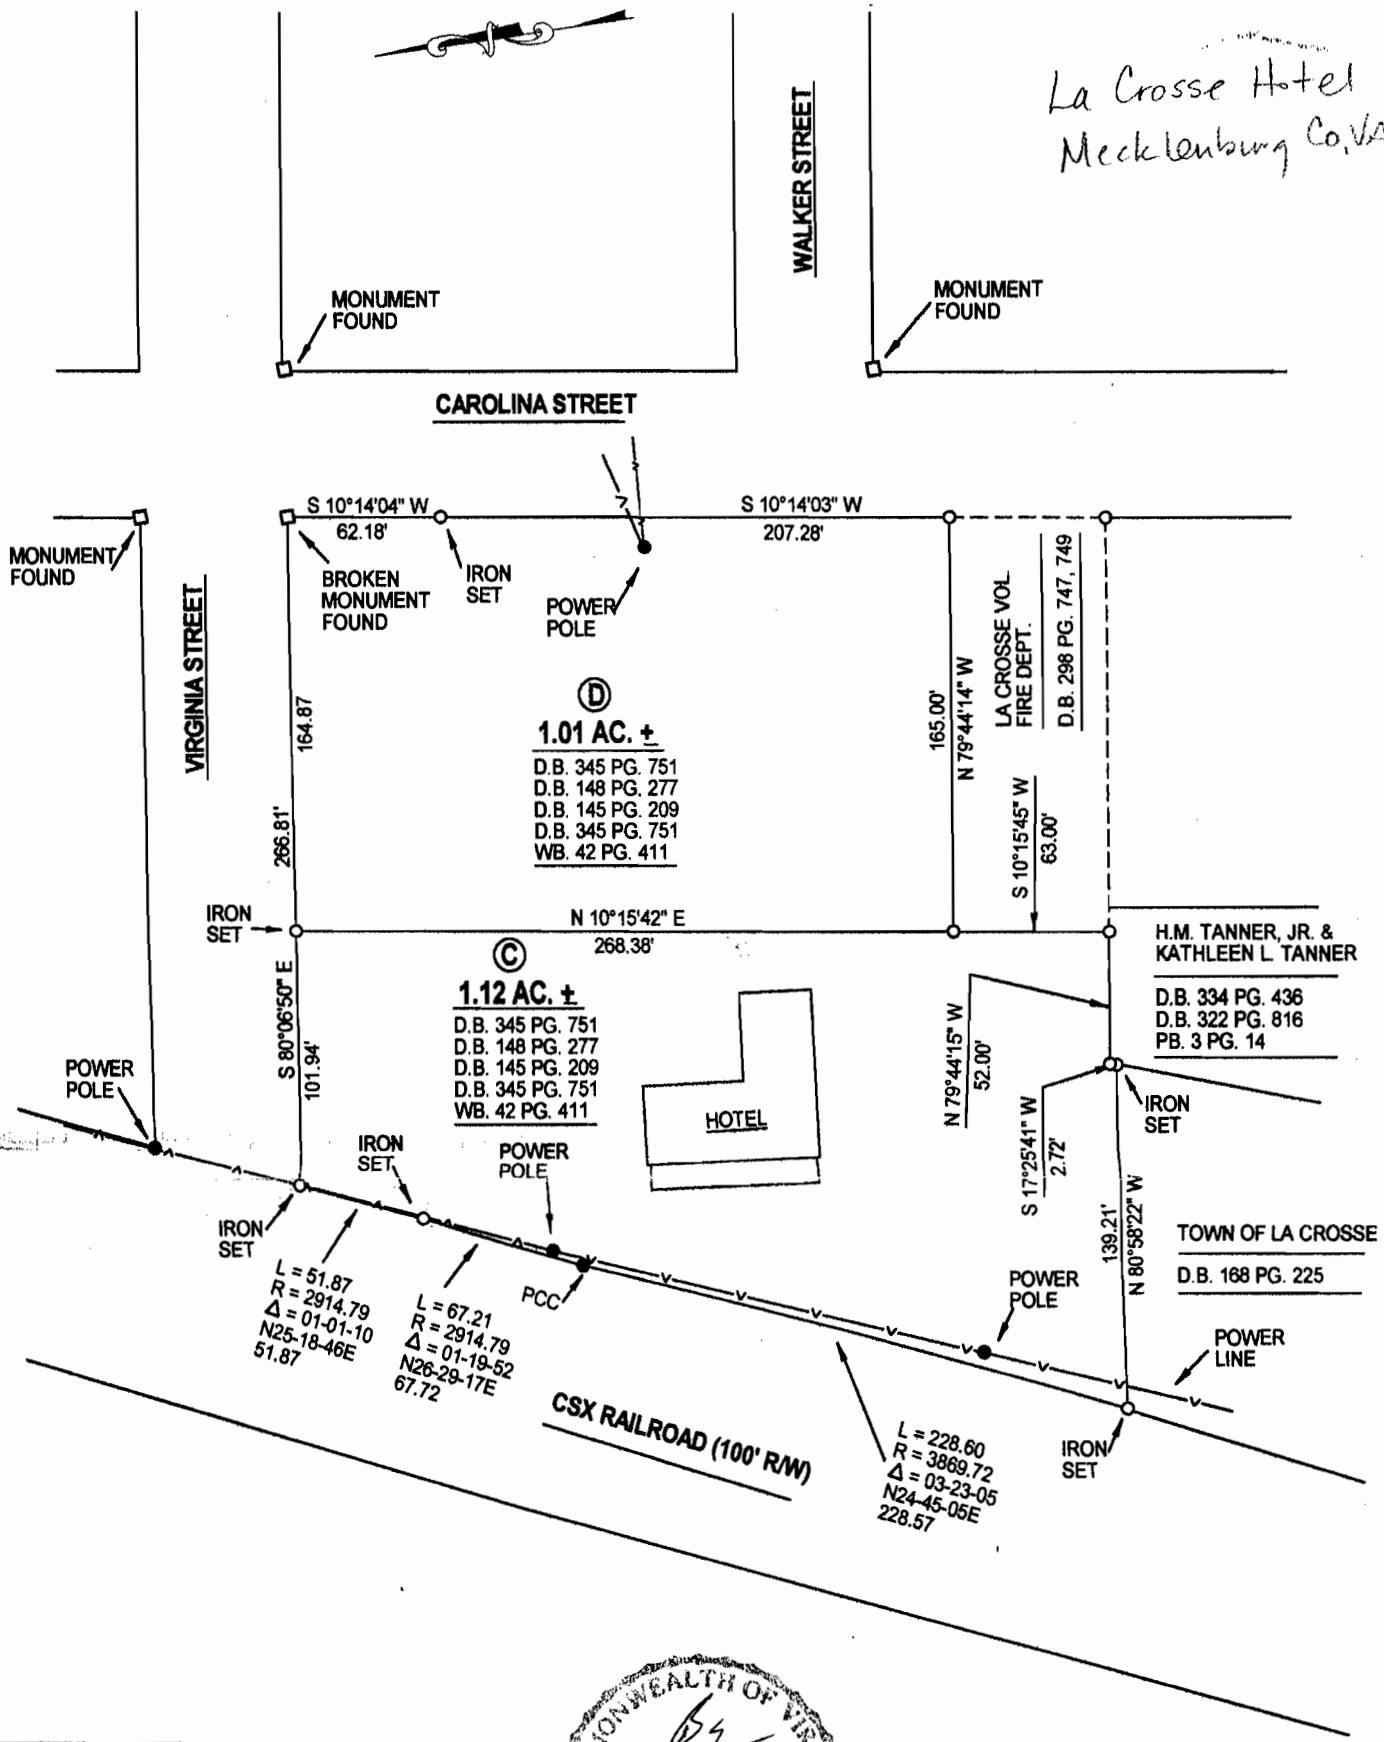 La Crosse Hotel
Mecklenburg Co, VA
WALKER STREET
MONUMENT
FOUND
MONUMENT
FOUND
CAROLINA STREET
S 10°14'04" W
62.18'
S 10°14'03" W
207.28'
MONUMENT
FOUND
BROKEN
MONUMENT
FOUND
IRON
SET
POWER
POLE
VIRGINIA STREET
164.87
266.81'
D
1.01 AC. ±
D.B. 345 PG. 751
D.B. 148 PG. 277
D.B. 145 PG. 209
D.B. 345 PG. 751
WB. 42 PG. 411
165.00'
N 79°44'14" W
LA CROSSE VOL.
FIRE DEPT.
D.B. 298 PG. 747, 749
S 10°15'45" W
63.00'
IRON
SET
N 10°15'42" E
268.38'
H.M. TANNER, JR. &
KATHLEEN L. TANNER
D.B. 334 PG. 436
D.B. 322 PG. 816
PB. 3 PG. 14
C
1.12 AC. ±
D.B. 345 PG. 751
D.B. 148 PG. 277
D.B. 145 PG. 209
D.B. 345 PG. 751
WB. 42 PG. 411
S 80°06'50" E
101.94'
HOTEL
N 79°44'15" W
52.00'
S 17°25'41" W
2.72'
IRON
SET
POWER
POLE
IRON
SET
POWER
POLE
IRON
SET
139.21'
N 80°58'22" W
TOWN OF LA CROSSE
D.B. 168 PG. 225
L = 51.87
R = 2914.79
Δ = 01-01-10
N25-18-46E
51.87
L = 67.21
R = 2914.79
Δ = 01-19-52
N26-29-17E
67.72
PCC
POWER
POLE
POWER
LINE
CSX RAILROAD (100' R/W)
L = 228.60
R = 3869.72
Δ = 03-23-05
N24-45-05E
228.57
IRON
SET
ONWEALTH OF VIR